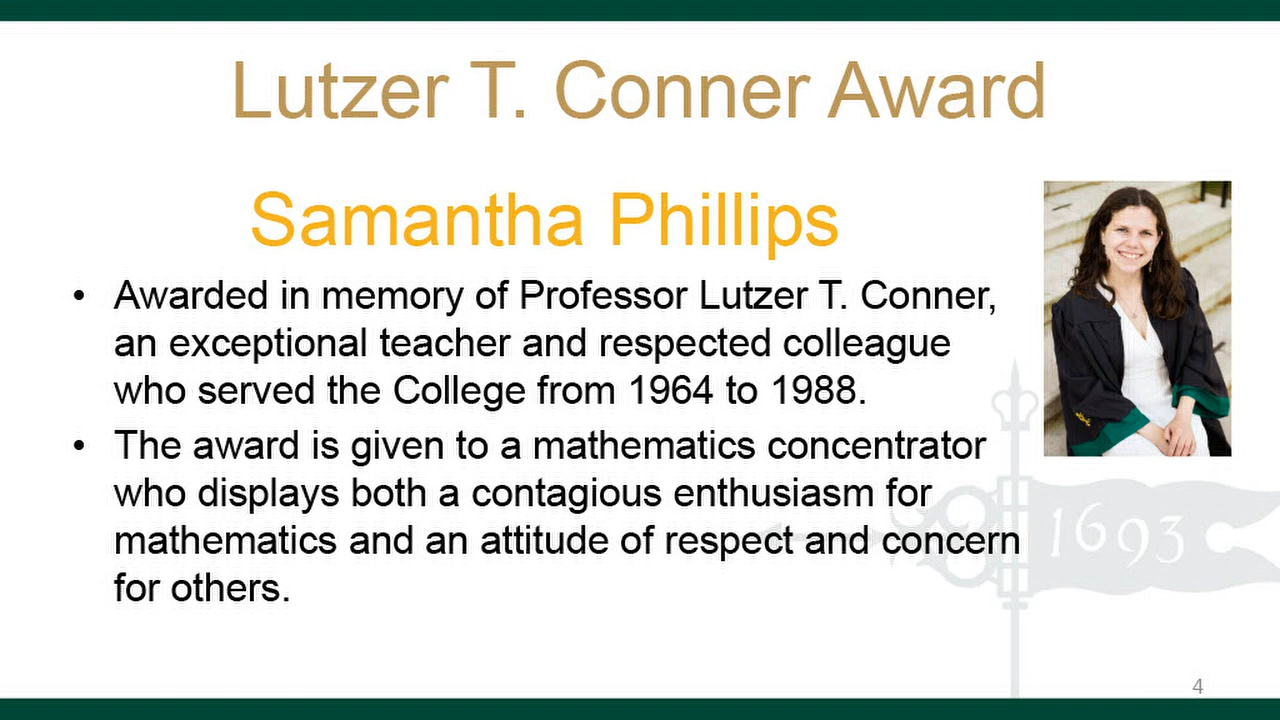 Lutzer T. Conner Award
Samantha Phillips
• Awarded in memory of Professor Lutzer T. Conner,
an exceptional teacher and respected colleague
who served the College from 1964 to 1988.
• The award is given to a mathematics concentrator
who displays both a contagious enthusiasm for
mathematics and an attitude of respect and concern
for others.
1693
4